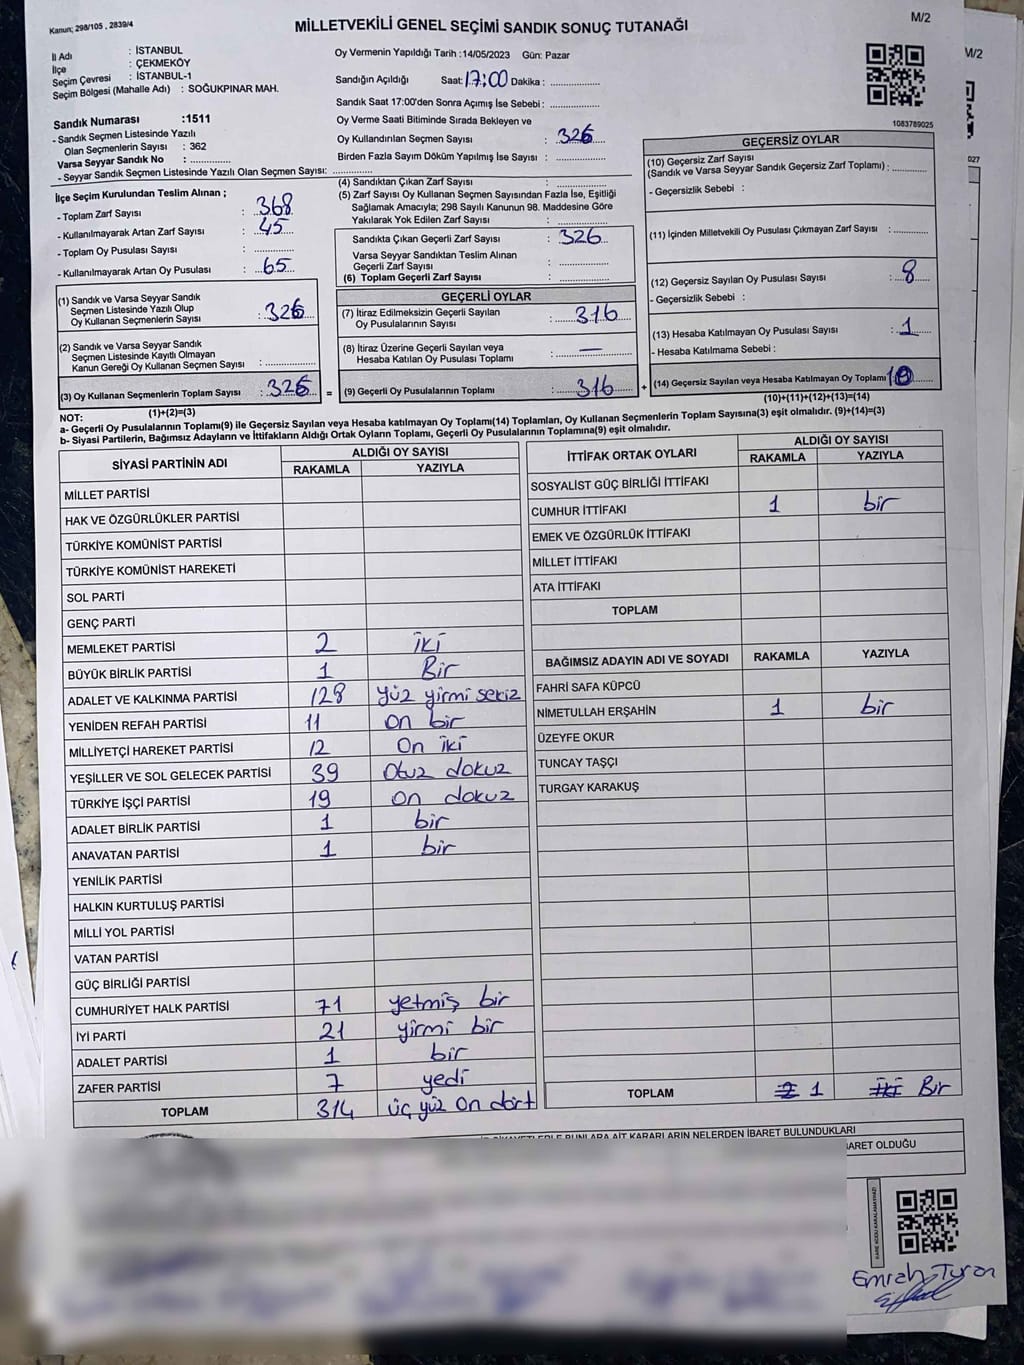 Kanun; 298/105 , 2839/4
M/2
MİLLETVEKİLİ GENEL SEÇİMİ SANDIK SONUÇ TUTANAĞI
M/2
İl Adı : İSTANBUL
İlçe : ÇEKMEKÖY
Seçim Çevresi : İSTANBUL-1
Seçim Bölgesi (Mahalle Adı) : SOĞUKPINAR MAH.
Oy Vermenin Yapıldığı Tarih :14/05/2023 Gün: Pazar
Sandığın Açıldığı Saat: 17:00 Dakika : ................
Sandık Saat 17:00'den Sonra Açımış İse Sebebi : ................
Oy Verme Saati Bitiminde Sırada Bekleyen ve
Oy Kullandırılan Seçmen Sayısı : 326
Birden Fazla Sayım Döküm Yapılmış İse Sayısı : ................
1083789025
027
Sandık Numarası :1511
- Sandık Seçmen Listesinde Yazılı
Olan Seçmenlerin Sayısı : 362
Varsa Seyyar Sandık No : .............
- Seyyar Sandık Seçmen Listesinde Yazılı Olan Seçmen Sayısı: ................
İlçe Seçim Kurulundan Teslim Alınan ;
- Toplam Zarf Sayısı : 368
- Kullanılmayarak Artan Zarf Sayısı : 45
- Toplam Oy Pusulası Sayısı : .............
- Kullanılmayarak Artan Oy Pusulası : 65
(4) Sandıktan Çıkan Zarf Sayısı : .............
(5) Zarf Sayısı Oy Kullanan Seçmen Sayısından Fazla İse, Eşitliği
Sağlamak Amacıyla; 298 Sayılı Kanunun 98. Maddesine Göre
Yakılarak Yok Edilen Zarf Sayısı : .............
Sandıkta Çıkan Geçerli Zarf Sayısı : 326
Varsa Seyyar Sandıktan Teslim Alınan
Geçerli Zarf Sayısı : .............
(6) Toplam Geçerli Zarf Sayısı : .............
GEÇERSİZ OYLAR
(10) Geçersiz Zarf Sayısı
(Sandık ve Varsa Seyyar Sandık Geçersiz Zarf Toplamı) : .............
- Geçersizlik Sebebi :
(11) İçinden Milletvekili Oy Pusulası Çıkmayan Zarf Sayısı : .............
(12) Geçersiz Sayılan Oy Pusulası Sayısı : 8
- Geçersizlik Sebebi :
(13) Hesaba Katılmayan Oy Pusulası Sayısı : 1
- Hesaba Katılmama Sebebi :
(14) Geçersiz Sayılan veya Hesaba Katılmayan Oy Toplamı
(10)+(11)+(12)+(13)=(14)
(1) Sandık ve Varsa Seyyar Sandık
Seçmen Listesinde Yazılı Olup
Oy Kullanan Seçmenlerin Sayısı : 326
(2) Sandık ve Varsa Seyyar Sandık
Seçmen Listesinde Kayıtlı Olmayan
Kanun Gereği Oy Kullanan Seçmen Sayısı : .............
(3) Oy Kullanan Seçmenlerin Toplam Sayısı : 326 =
(1)+(2)=(3)
GEÇERLİ OYLAR
(7) İtiraz Edilmeksizin Geçerli Sayılan
Oy Pusulalarının Sayısı : 316
(8) İtiraz Üzerine Geçerli Sayılan veya
Hesaba Katılan Oy Pusulası Toplamı : —
(9) Geçerli Oy Pusulalarının Toplamı : 316 +
NOT:
a- Geçerli Oy Pusulalarının Toplamı(9) ile Geçersiz Sayılan veya Hesaba katılmayan Oy Toplamı(14) Toplamları, Oy Kullanan Seçmenlerin Toplam Sayısına(3) eşit olmalıdır. (9)+(14)=(3)
b- Siyasi Partilerin, Bağımsız Adayların ve İttifakların Aldığı Ortak Oyların Toplamı, Geçerli Oy Pusulalarının Toplamına(9) eşit olmalıdır.
SİYASİ PARTİNİN ADI ALDIĞI OY SAYISI
RAKAMLA YAZIYLA
MİLLET PARTİSİ
HAK VE ÖZGÜRLÜKLER PARTİSİ
TÜRKİYE KOMÜNİST PARTİSİ
TÜRKİYE KOMÜNİST HAREKETİ
SOL PARTİ
GENÇ PARTİ
MEMLEKET PARTİSİ 2 iki
BÜYÜK BİRLİK PARTİSİ 1 Bir
ADALET VE KALKINMA PARTİSİ 128 yüz yirmi sekiz
YENİDEN REFAH PARTİSİ 11 on bir
MİLLİYETÇİ HAREKET PARTİSİ 12 On iki
YEŞİLLER VE SOL GELECEK PARTİSİ 39 Otuz dokuz
TÜRKİYE İŞÇİ PARTİSİ 19 on dokuz
ADALET BİRLİK PARTİSİ 1 bir
ANAVATAN PARTİSİ 1 bir
YENİLİK PARTİSİ
HALKIN KURTULUŞ PARTİSİ
MİLLİ YOL PARTİSİ
VATAN PARTİSİ
GÜÇ BİRLİĞİ PARTİSİ
CUMHURİYET HALK PARTİSİ 71 yetmiş bir
İYİ PARTİ 21 yirmi bir
ADALET PARTİSİ 1 bir
ZAFER PARTİSİ 7 yedi
TOPLAM 314 üç yüz on dört
İTTİFAK ORTAK OYLARI ALDIĞI OY SAYISI
RAKAMLA YAZIYLA
SOSYALİST GÜÇ BİRLİĞİ İTTİFAKI
CUMHUR İTTİFAKI 1 bir
EMEK VE ÖZGÜRLÜK İTTİFAKI
MİLLET İTTİFAKI
ATA İTTİFAKI
TOPLAM
BAĞIMSIZ ADAYIN ADI VE SOYADI RAKAMLA YAZIYLA
FAHRİ SAFA KÜPCÜ
NİMETULLAH ERŞAHİN 1 bir
ÜZEYFE OKUR
TUNCAY TAŞÇI
TURGAY KARAKUŞ
TOPLAM 2 1 iki Bir
BUNLARA AİT KARARLARIN NELERDEN İBARET BULUNDUKLARI
BARET OLDUĞU
Emrah Turan